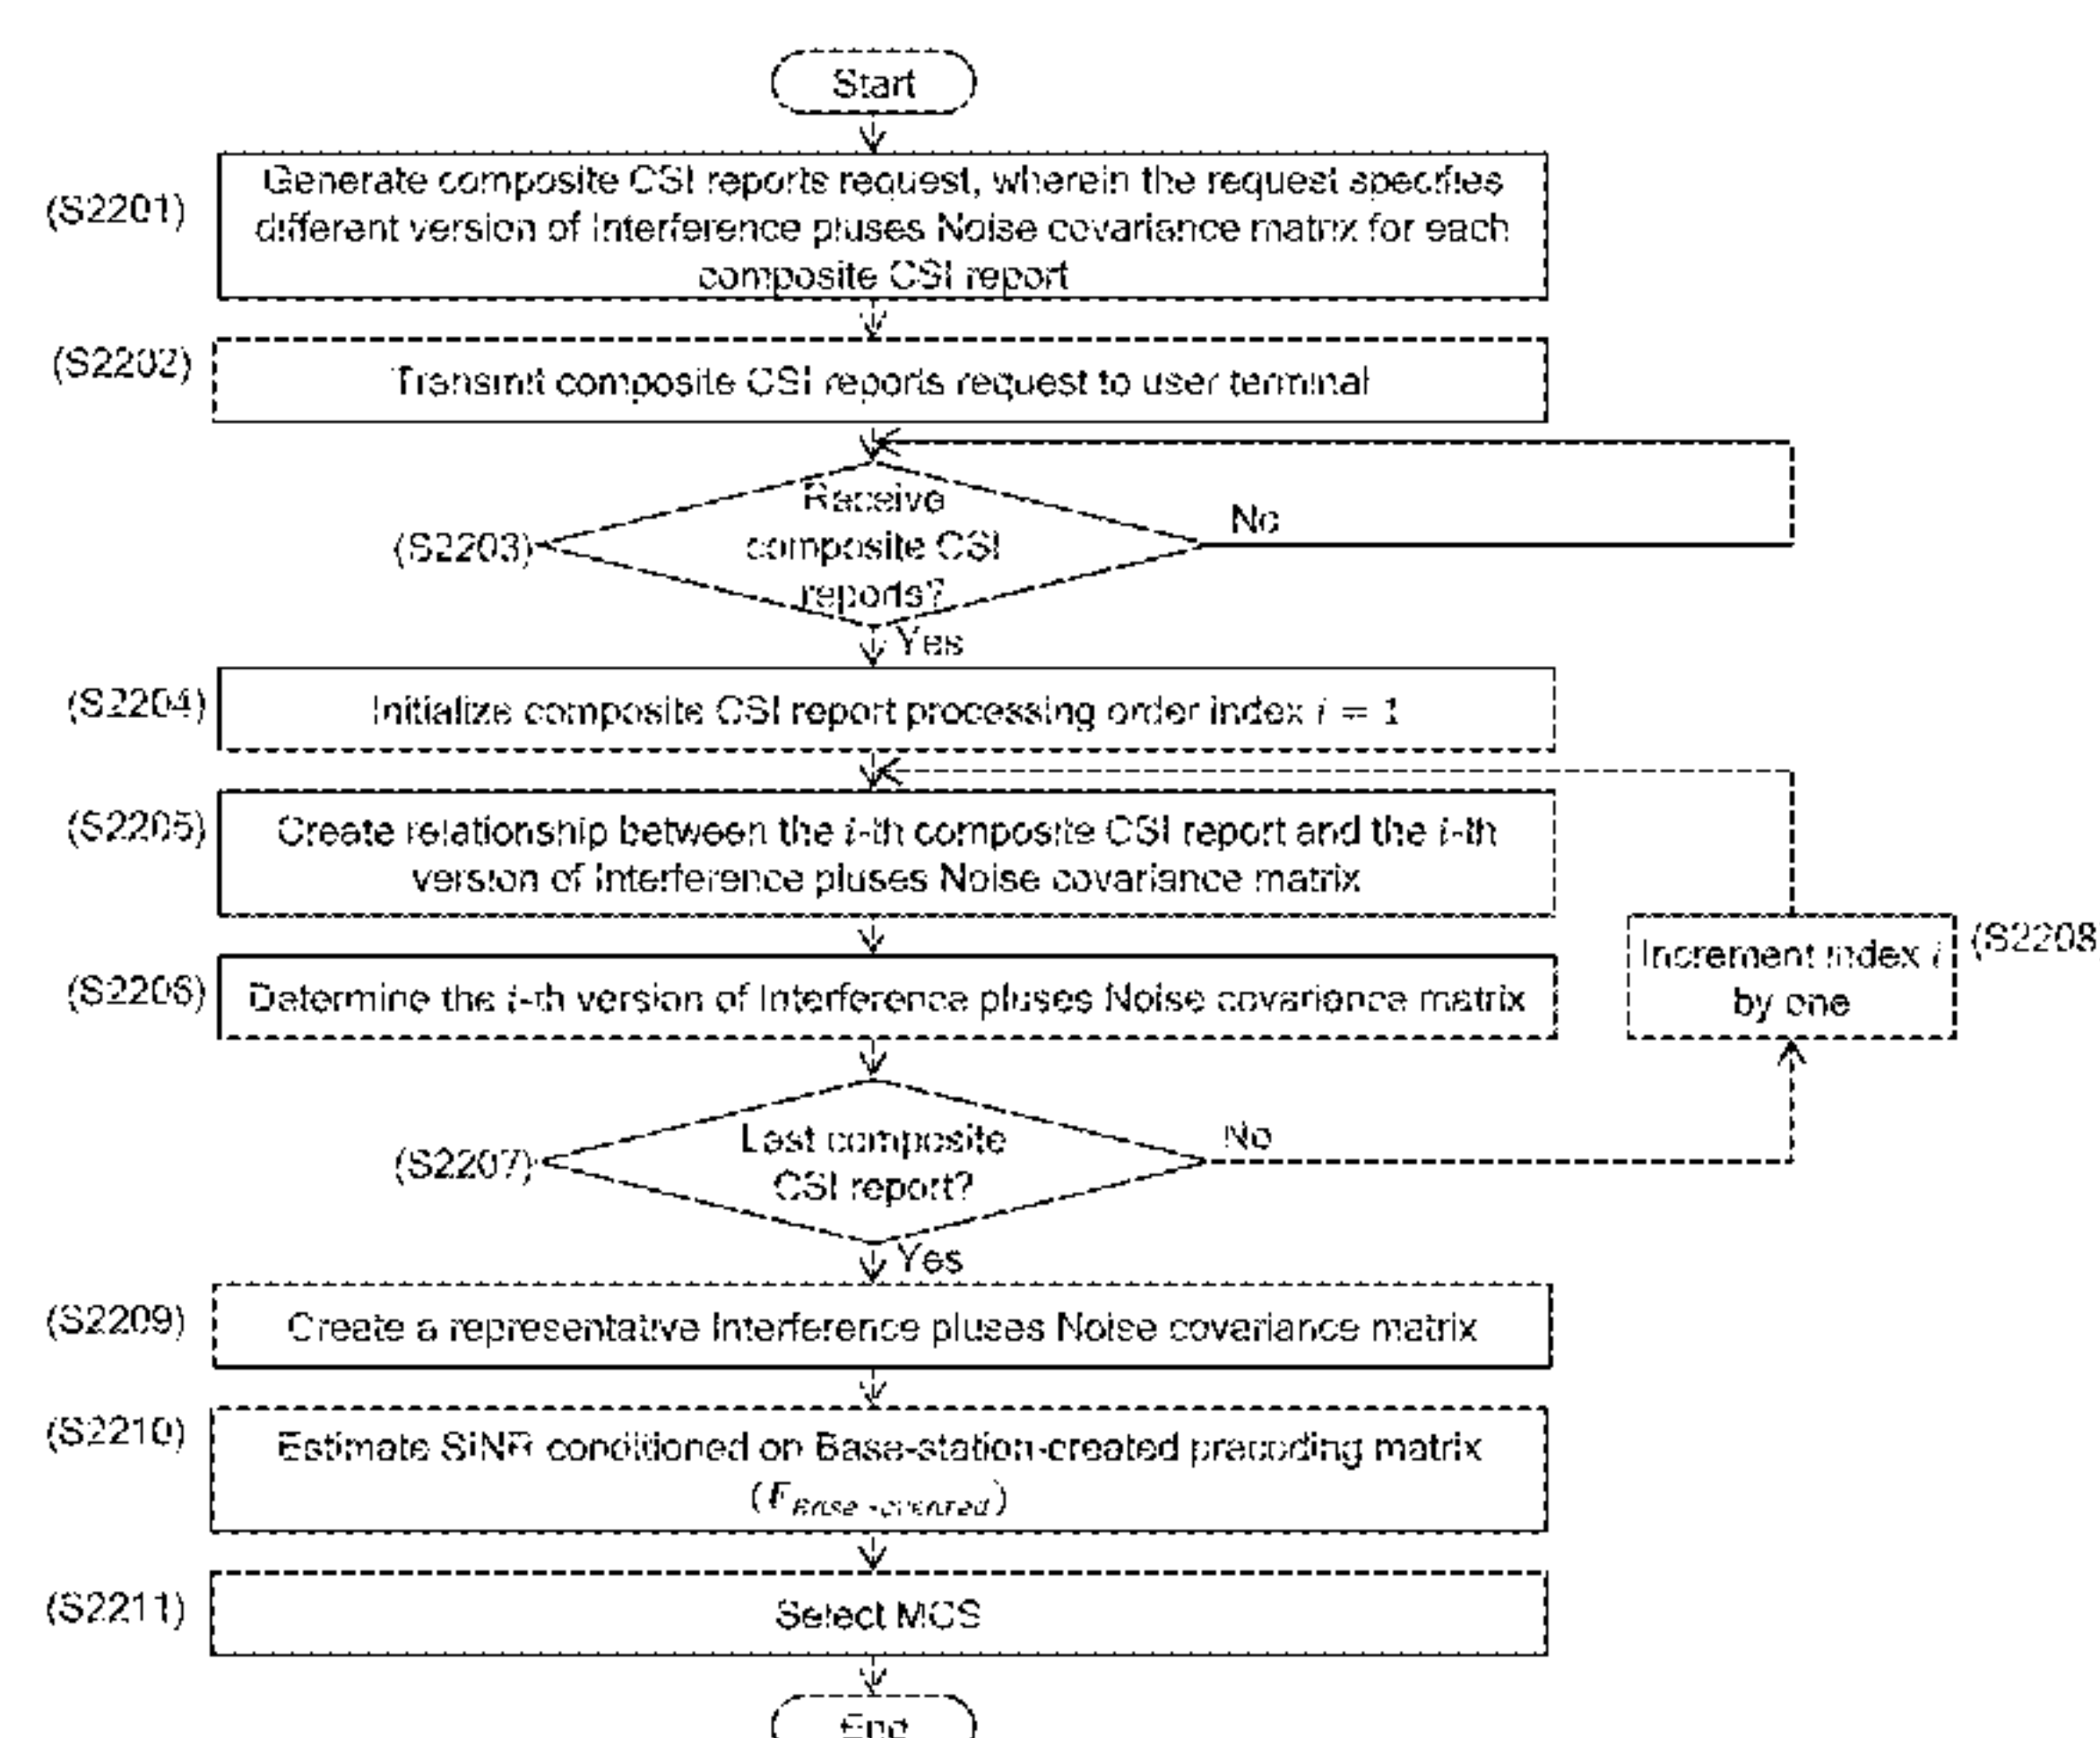 Start
(S2201)
Generate composite CSI reports request, wherein the request specifies
different version of Interference pluses Noise covariance matrix for each
composite CSI report
(S2202)
Transmit composite CSI reports request to user terminal
(S2203)
Receive
composite CSI
reports?
No
Yes
(S2204)
Initialize composite CSI report processing order index i = 1
(S2205)
Create relationship between the i-th composite CSI report and the i-th
version of Interference pluses Noise covariance matrix
(S2206)
Determine the i-th version of Interference pluses Noise covariance matrix
Increment index i
by one
(S2208
(S2207)
Last composite
CSI report?
No
Yes
(S2209)
Create a representative Interference pluses Noise covariance matrix
(S2210)
Estimate SINR conditioned on Base-station-created precoding matrix
(F Base-created)
(S2211)
Select MCS
End